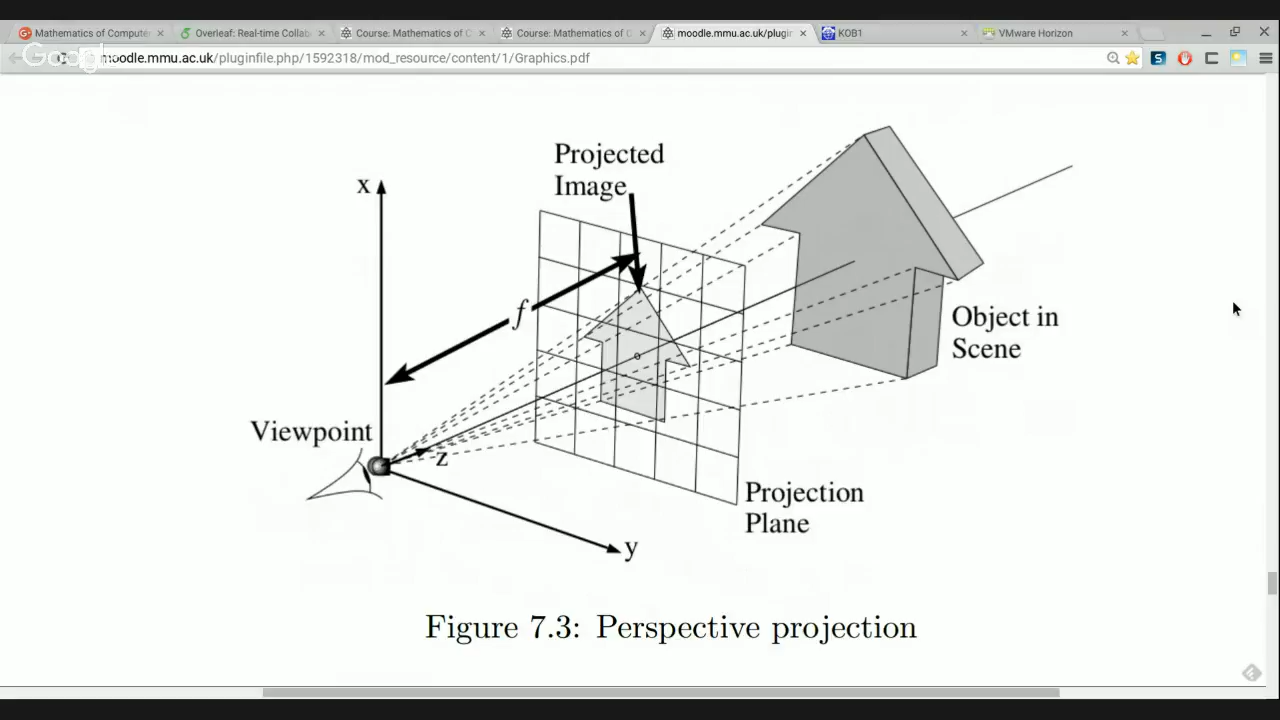 Mathematics of Computer
Overleaf: Real-time Collab
Course: Mathematics of C
Course: Mathematics of C
moodle.mmu.ac.uk/plugin
KOB1
VMware Horizon
Google
moodle.mmu.ac.uk/pluginfile.php/1592318/mod_resource/content/1/Graphics.pdf
Projected
Image
x
f
Object in
Scene
Viewpoint
z
Projection
Plane
y
Figure 7.3: Perspective projection